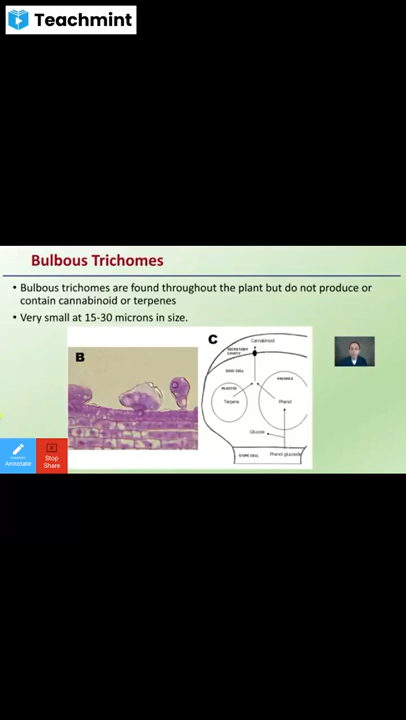 Teachmint
Bulbous Trichomes
• Bulbous trichomes are found throughout the plant but do not produce or
contain cannabinoid or terpenes
• Very small at 15-30 microns in size.
B
C
Cannabinoid
SECRETORY
CAVITY
DISK CELL
PLASTID
VACUOLE
Terpene
Phenol
Glucose
STIPE CELL
Phenol glucoside
Annotate
Stop
Share